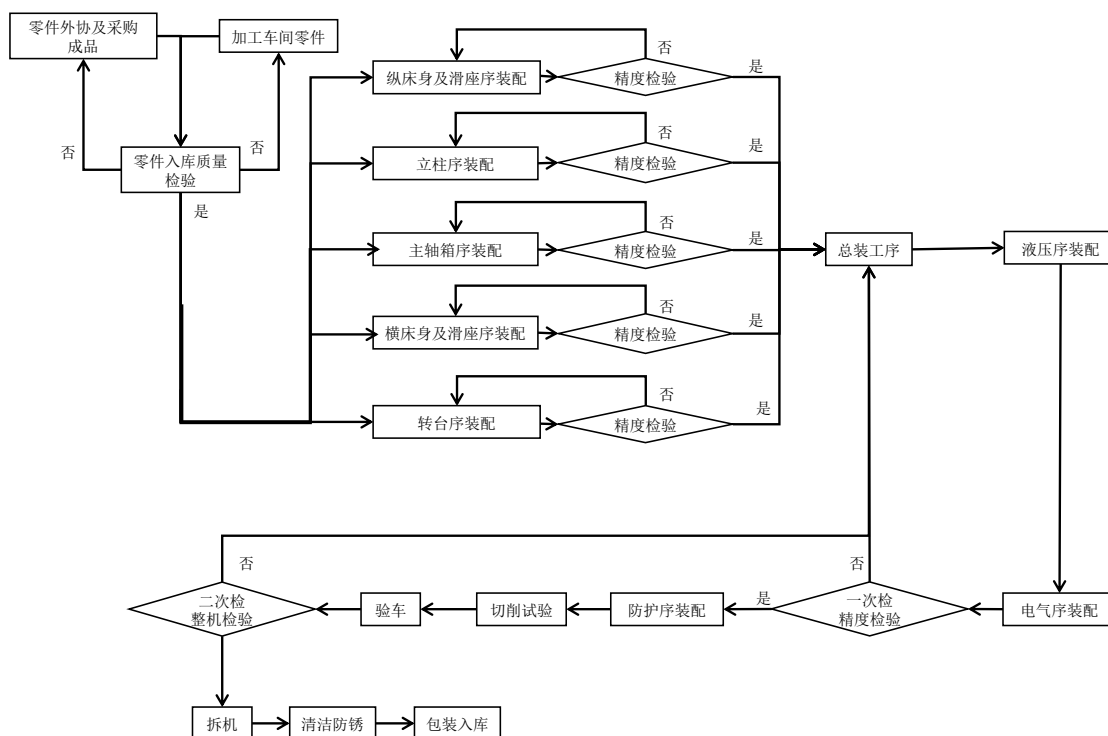 零件外协及采购
成品
加工车间零件
否
否
零件入库质量
检验
是
纵床身及滑座序装配
否
精度检验
是
立柱序装配
否
精度检验
是
主轴箱序装配
否
精度检验
是
横床身及滑座序装配
否
精度检验
是
转台序装配
否
精度检验
是
总装工序
液压序装配
电气序装配
一次检
精度检验
否
是
防护序装配
切削试验
验车
二次检
整机检验
否
拆机
清洁防锈
包装入库